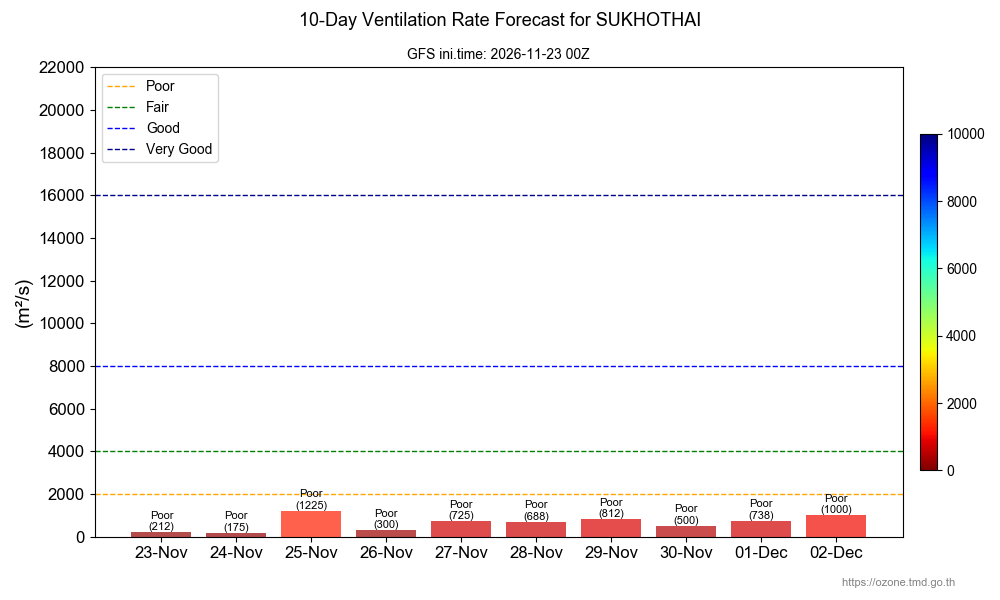 10-Day Ventilation Rate Forecast for SUKHOTHAI
GFS ini.time: 2026-11-23 00Z
22000
20000
18000
16000
14000
12000
10000
8000
6000
4000
2000
0
(m²/s)
Poor
Fair
Good
Very Good
Poor
(212)
Poor
(175)
Poor
(1225)
Poor
(300)
Poor
(725)
Poor
(688)
Poor
(812)
Poor
(500)
Poor
(738)
Poor
(1000)
23-Nov
24-Nov
25-Nov
26-Nov
27-Nov
28-Nov
29-Nov
30-Nov
01-Dec
02-Dec
10000
8000
6000
4000
2000
0
https://ozone.tmd.go.th